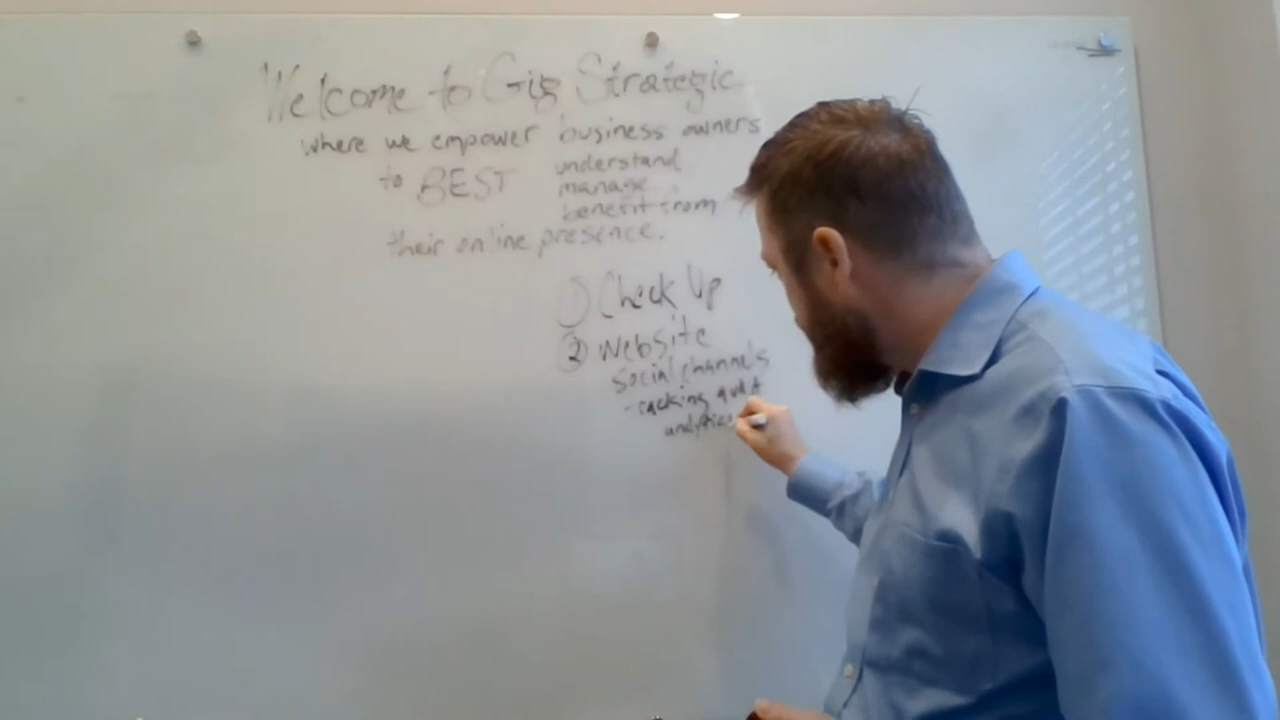 Welcome to Gig Strategic
where we empower business owners
to BEST understand
manage
benefit from
their online presence.
① Check Up
② Website
social channels
tracking audit
analytics